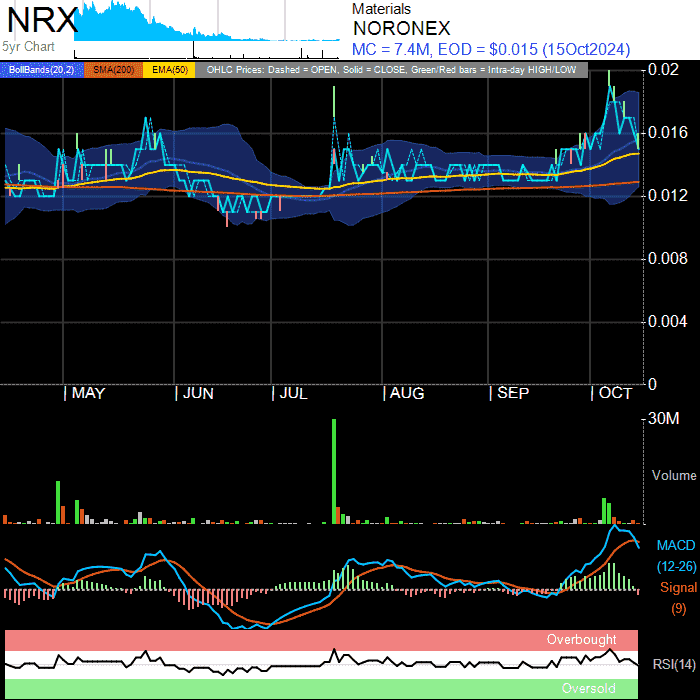 NRX
Materials
NORONEX
5yr Chart
MC = 7.4M, EOD = $0.015 (15Oct2024)
BollBands(20,2) SMA(200) EMA(50) OHLC Prices: Dashed = OPEN, Solid = CLOSE, Green/Red bars = Intra-day HIGH/LOW
0.02
0.016
0.012
0.008
0.004
0
MAY JUN JUL AUG SEP OCT
30M
Volume
MACD
(12-26)
Signal
(9)
Overbought
RSI(14)
Oversold